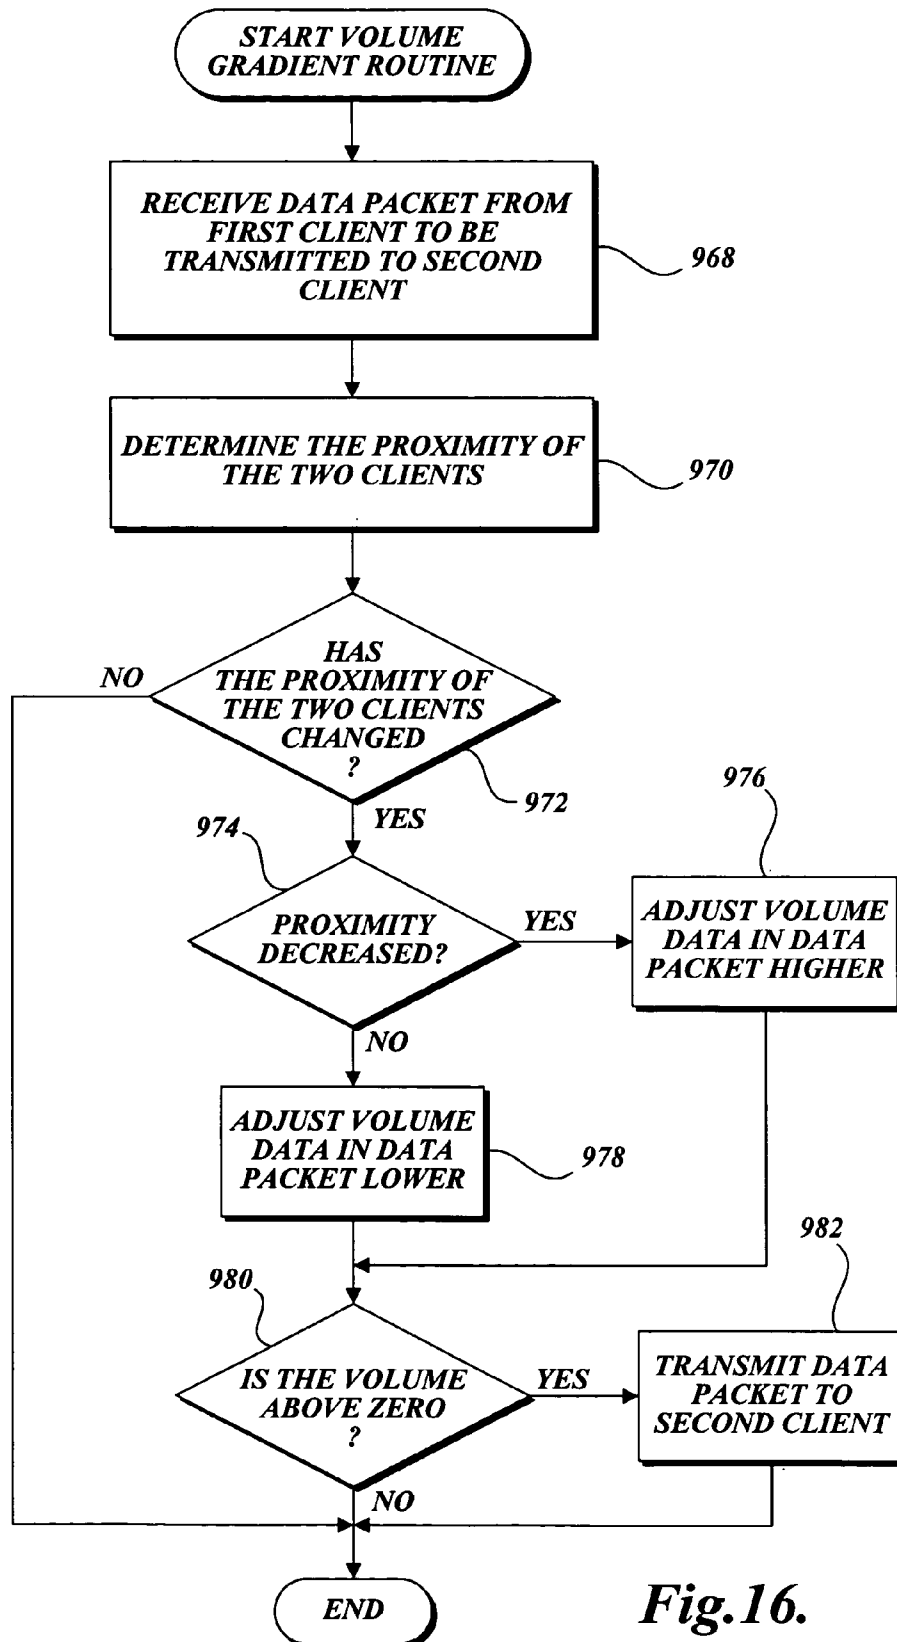 START VOLUME
GRADIENT ROUTINE
RECEIVE DATA PACKET FROM
FIRST CLIENT TO BE
TRANSMITTED TO SECOND
CLIENT
968
DETERMINE THE PROXIMITY OF
THE TWO CLIENTS
970
NO
HAS
THE PROXIMITY OF
THE TWO CLIENTS
CHANGED
?
972
YES
974
PROXIMITY
DECREASED?
YES
976
ADJUST VOLUME
DATA IN DATA
PACKET HIGHER
NO
ADJUST VOLUME
DATA IN DATA
PACKET LOWER
978
980
IS THE VOLUME
ABOVE ZERO
?
YES
982
TRANSMIT DATA
PACKET TO
SECOND CLIENT
NO
END
Fig.16.